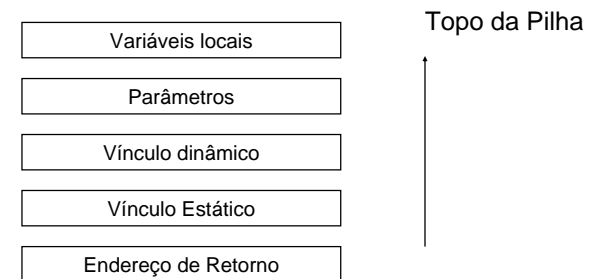 Topo da Pilha
Variáveis locais
Parâmetros
Vínculo dinâmico
Vínculo Estático
Endereço de Retorno